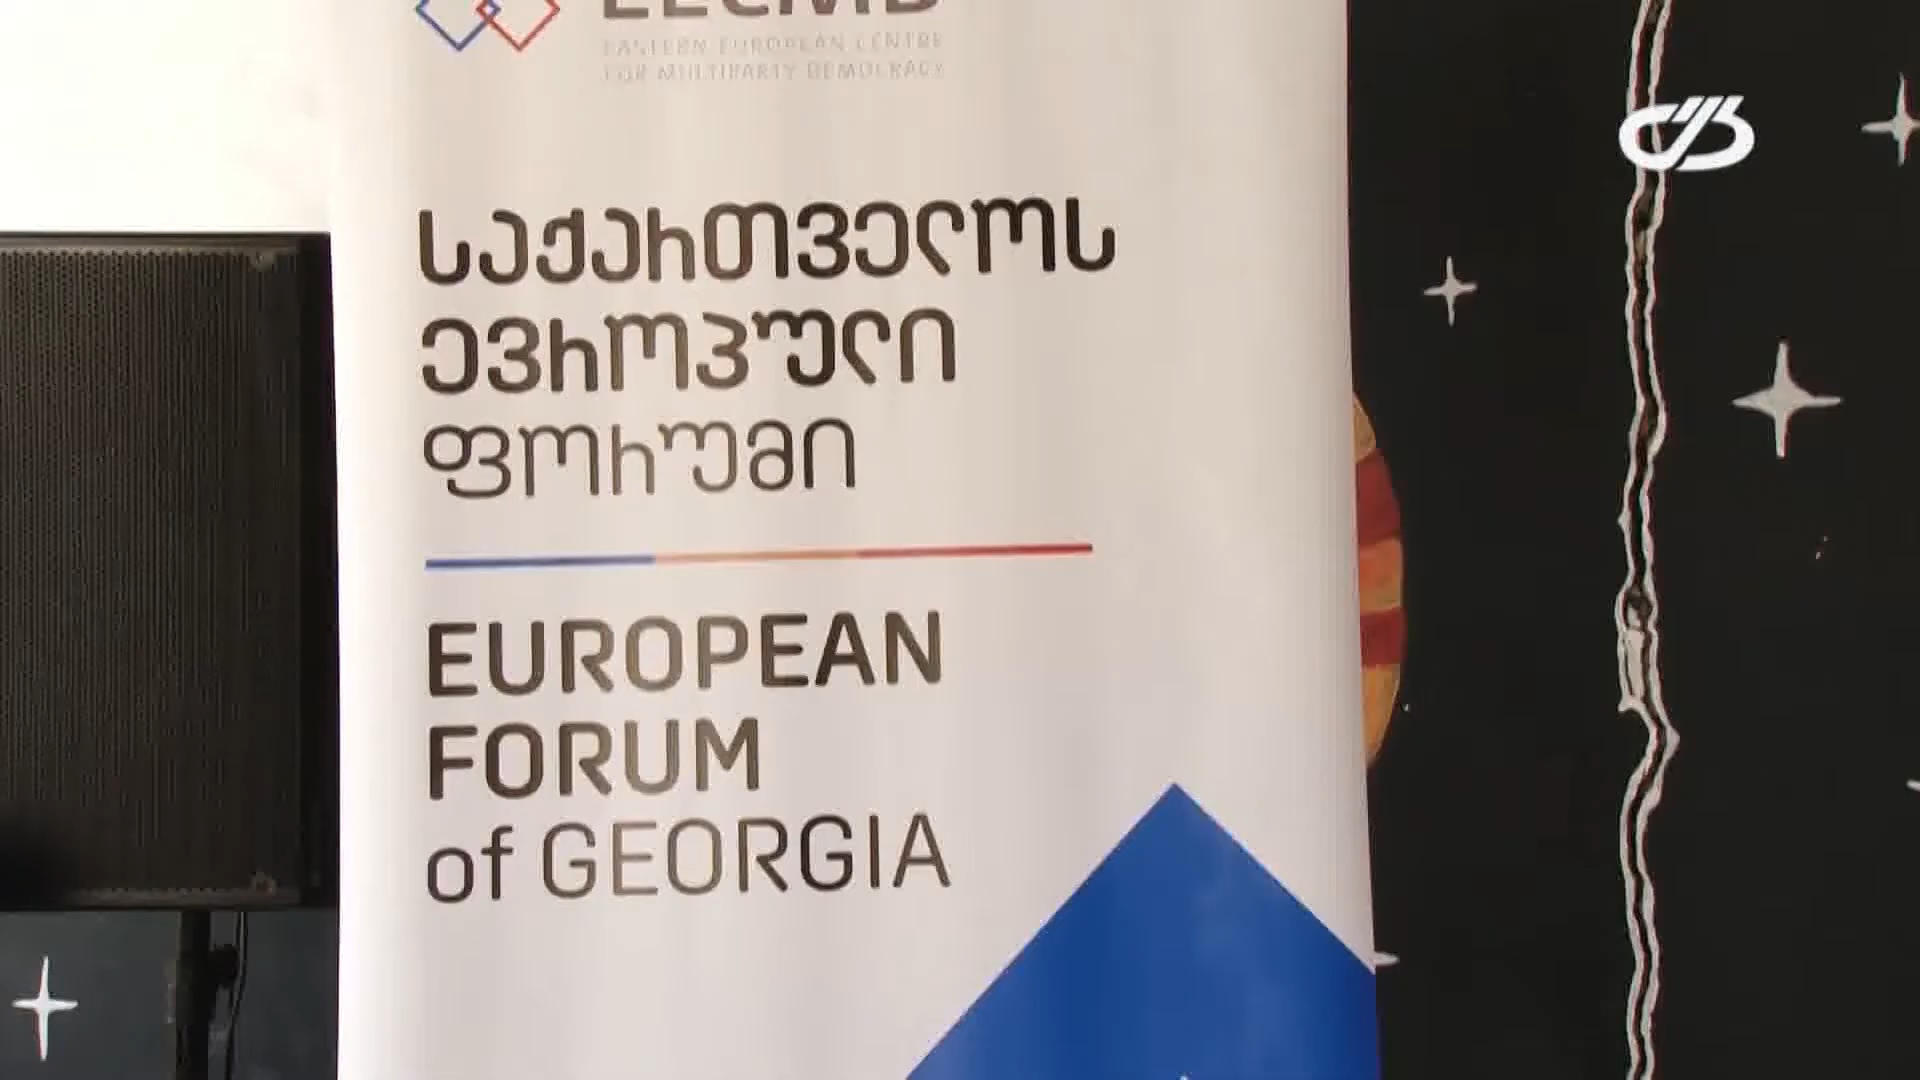 EECMD
EASTERN EUROPEAN CENTRE
FOR MULTIPARTY DEMOCRACY
საქართველოს
ევროპული
ფორუმი
EUROPEAN
FORUM
of GEORGIA